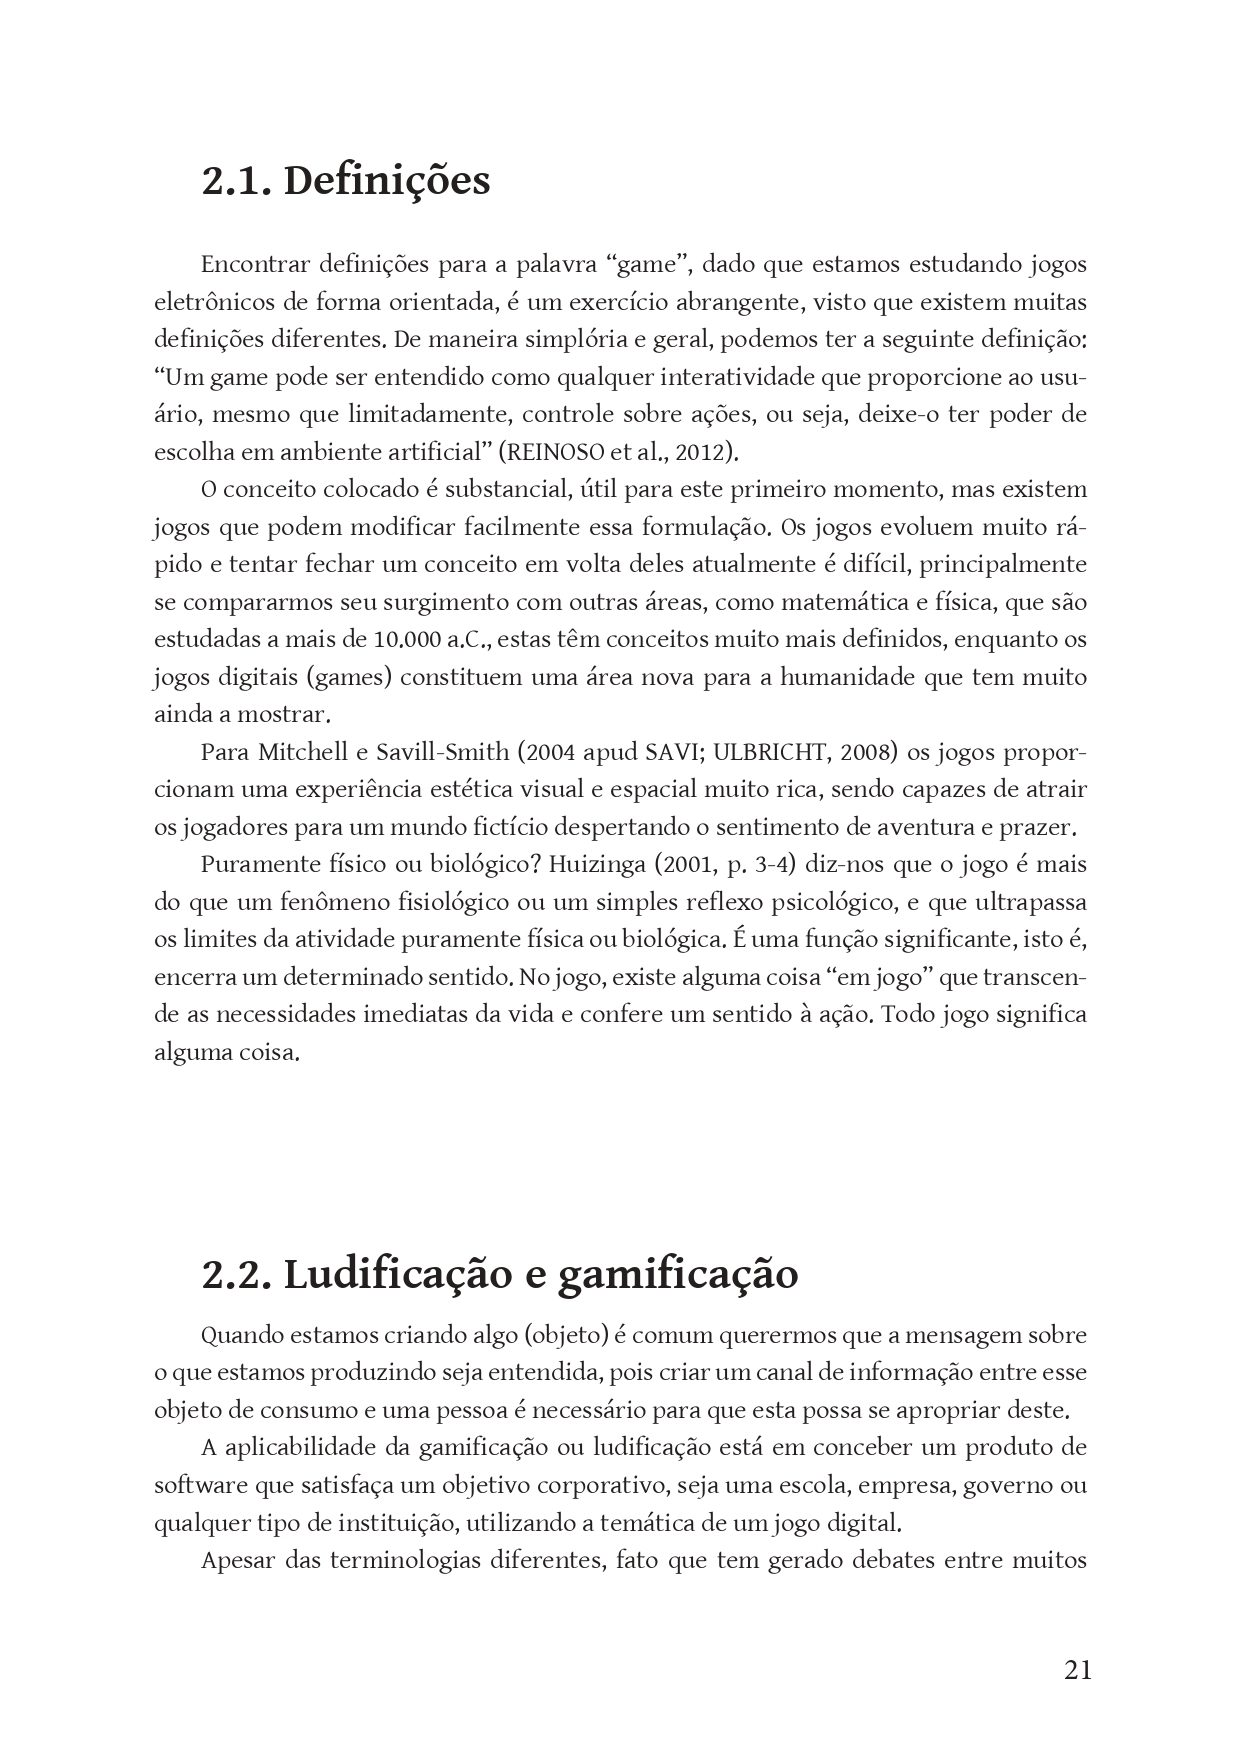 2.1. Definições
Encontrar definições para a palavra “game”, dado que estamos estudando jogos
eletrônicos de forma orientada, é um exercício abrangente, visto que existem muitas
definições diferentes. De maneira simplória e geral, podemos ter a seguinte definição:
“Um game pode ser entendido como qualquer interatividade que proporcione ao usu-
ário, mesmo que limitadamente, controle sobre ações, ou seja, deixe-o ter poder de
escolha em ambiente artificial” (REINOSO et al., 2012).
O conceito colocado é substancial, útil para este primeiro momento, mas existem
jogos que podem modificar facilmente essa formulação. Os jogos evoluem muito rá-
pido e tentar fechar um conceito em volta deles atualmente é difícil, principalmente
se compararmos seu surgimento com outras áreas, como matemática e física, que são
estudadas a mais de 10.000 a.C., estas têm conceitos muito mais definidos, enquanto os
jogos digitais (games) constituem uma área nova para a humanidade que tem muito
ainda a mostrar.
Para Mitchell e Savill-Smith (2004 apud SAVI; ULBRICHT, 2008) os jogos propor-
cionam uma experiência estética visual e espacial muito rica, sendo capazes de atrair
os jogadores para um mundo fictício despertando o sentimento de aventura e prazer.
Puramente físico ou biológico? Huizinga (2001, p. 3-4) diz-nos que o jogo é mais
do que um fenômeno fisiológico ou um simples reflexo psicológico, e que ultrapassa
os limites da atividade puramente física ou biológica. É uma função significante, isto é,
encerra um determinado sentido. No jogo, existe alguma coisa “em jogo” que transcen-
de as necessidades imediatas da vida e confere um sentido à ação. Todo jogo significa
alguma coisa.
2.2. Ludificação e gamificação
Quando estamos criando algo (objeto) é comum querermos que a mensagem sobre
o que estamos produzindo seja entendida, pois criar um canal de informação entre esse
objeto de consumo e uma pessoa é necessário para que esta possa se apropriar deste.
A aplicabilidade da gamificação ou ludificação está em conceber um produto de
software que satisfaça um objetivo corporativo, seja uma escola, empresa, governo ou
qualquer tipo de instituição, utilizando a temática de um jogo digital.
Apesar das terminologias diferentes, fato que tem gerado debates entre muitos
21